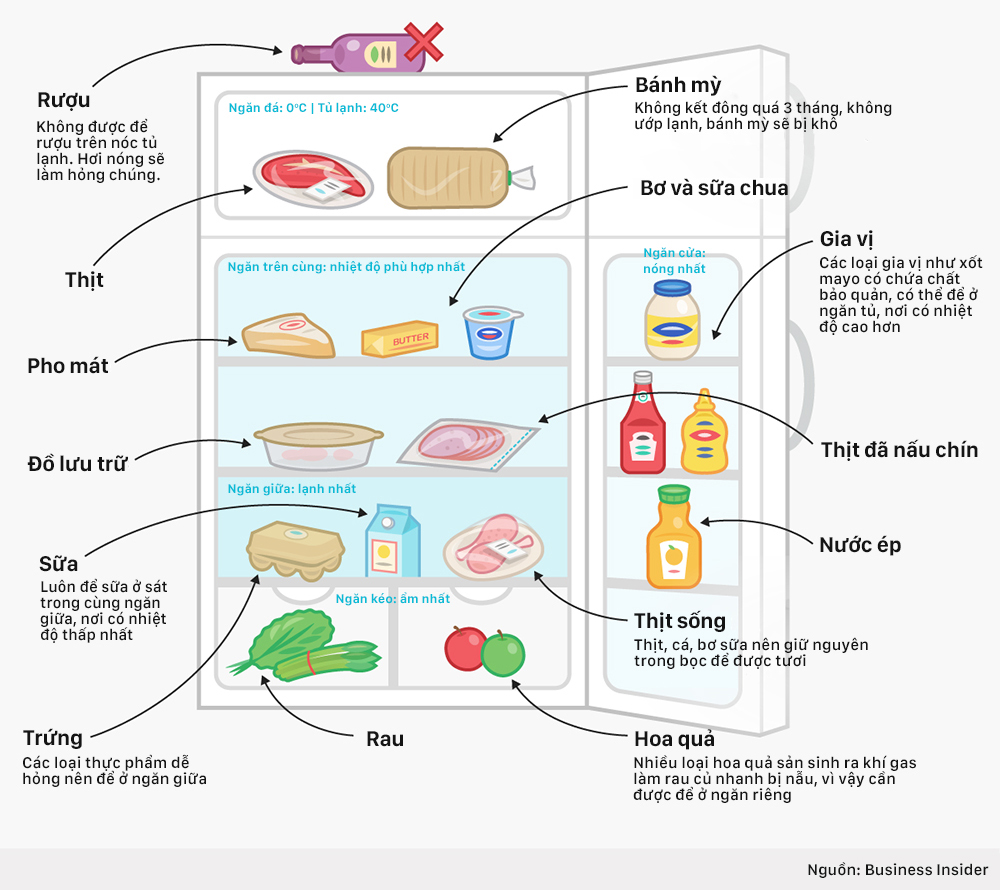 Rượu
Không được để
rượu trên nóc tủ
lạnh. Hơi nóng sẽ
làm hỏng chúng.
Ngăn đá: 0°C | Tủ lạnh: 40°C
Bánh mỳ
Không kết đông quá 3 tháng, không
ướp lạnh, bánh mỳ sẽ bị khô
Bơ và sữa chua
Thịt
Gia vị
Các loại gia vị như xốt
mayo có chứa chất
bảo quản, có thể để ở
ngăn tủ, nơi có nhiệt
độ cao hơn
Ngăn cửa:
nóng nhất
Ngăn trên cùng: nhiệt độ phù hợp nhất
BUTTER
Pho mát
Đồ lưu trữ
Thịt đã nấu chín
Ngăn giữa: lạnh nhất
Sữa
Luôn để sữa ở sát
trong cùng ngăn
giữa, nơi có nhiệt
độ thấp nhất
Nước ép
Ngăn kéo: ẩm nhất
Thịt sống
Thịt, cá, bơ sữa nên giữ nguyên
trong bọc để được tươi
Trứng
Các loại thực phẩm dễ
hỏng nên để ở ngăn giữa
Rau
Hoa quả
Nhiều loại hoa quả sản sinh ra khí gas
làm rau củ nhanh bị nẫu, vì vậy cần
được để ở ngăn riêng
Nguồn: Business Insider